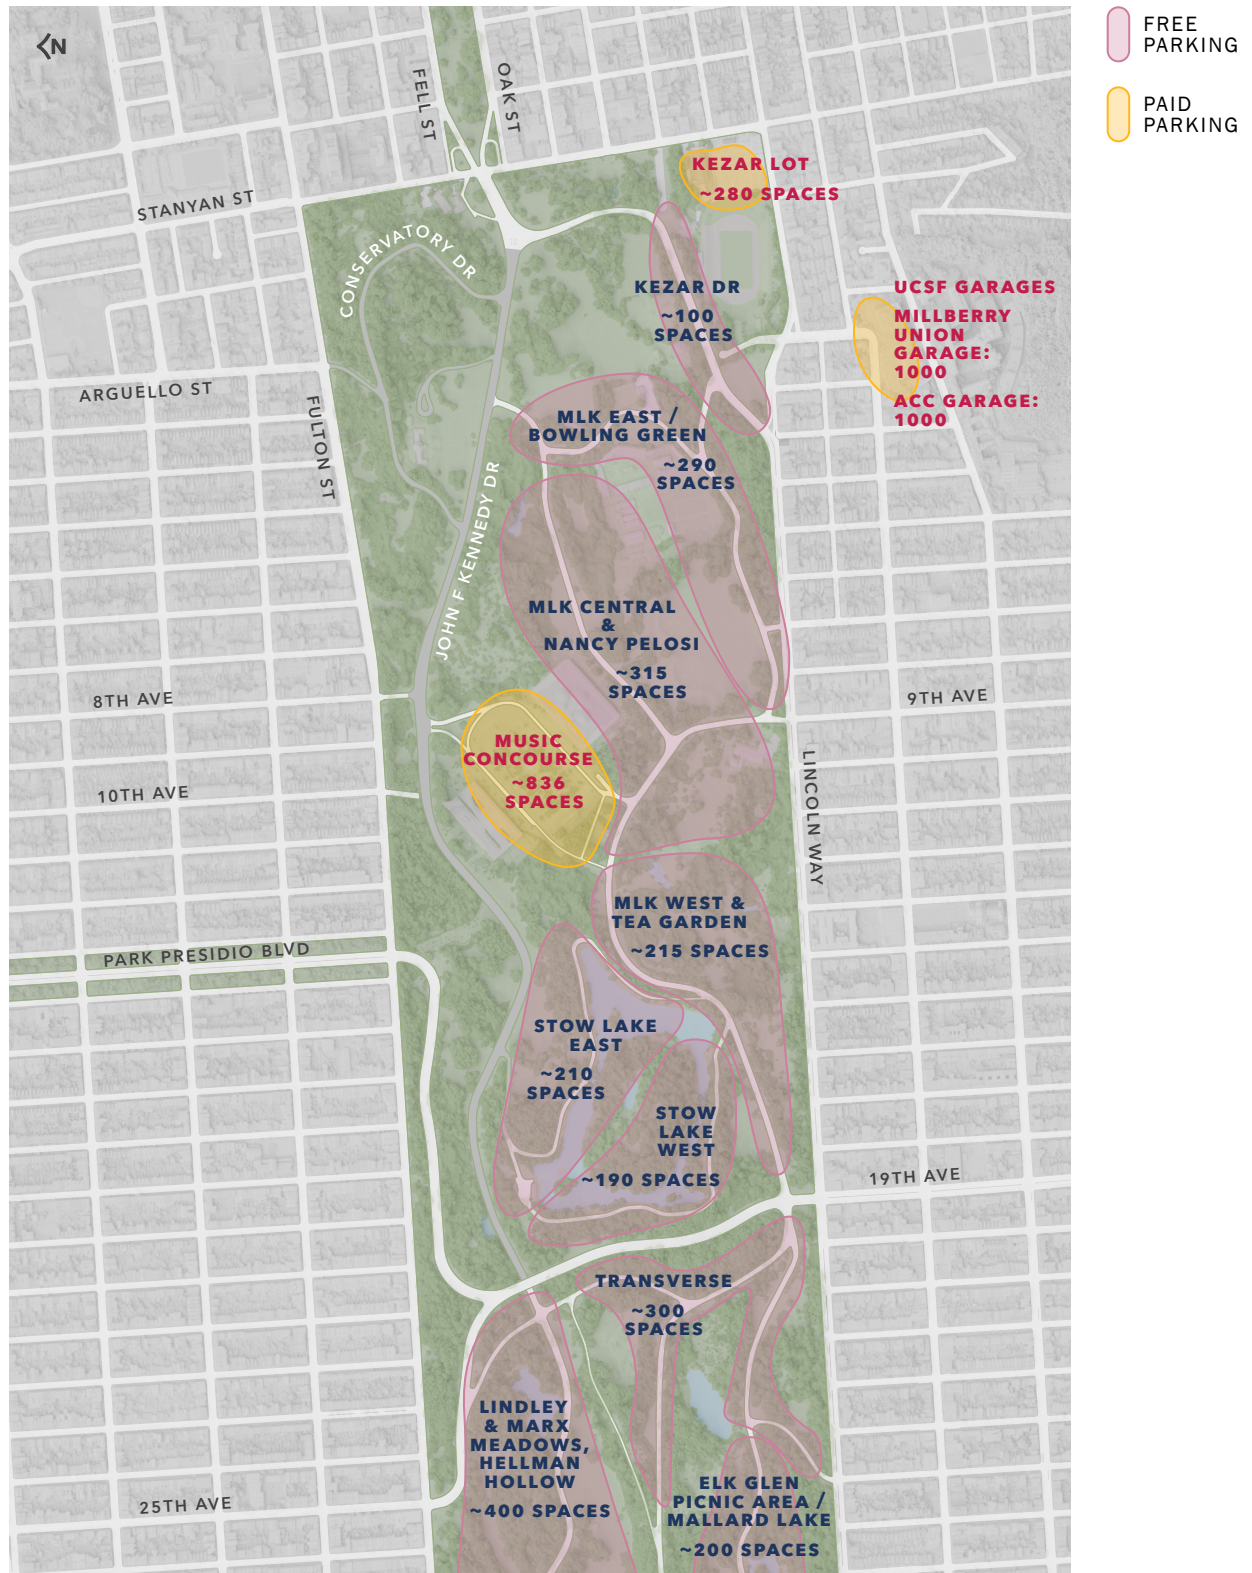 FREE
PARKING
PAID
PARKING
N
FELL ST
OAK ST
STANYAN ST
CONSERVATORY DR
KEZAR LOT
~280 SPACES
KEZAR DR
~100
SPACES
UCSF GARAGES
MILLBERRY
UNION
GARAGE:
1000
ACC GARAGE:
1000
ARGUELLO ST
FULTON ST
MLK EAST /
BOWLING GREEN
~290
SPACES
JOHN F KENNEDY DR
MLK CENTRAL
&
NANCY PELOSI
~315
SPACES
8TH AVE
9TH AVE
MUSIC
CONCOURSE
~836
SPACES
10TH AVE
LINCOLN WAY
MLK WEST &
TEA GARDEN
~215 SPACES
PARK PRESIDIO BLVD
STOW LAKE
EAST
~210
SPACES
STOW
LAKE
WEST
~190 SPACES
19TH AVE
TRANSVERSE
~300
SPACES
LINDLEY
& MARX
MEADOWS,
HELLMAN
HOLLOW
~400 SPACES
ELK GLEN
PICNIC AREA /
MALLARD LAKE
~200 SPACES
25TH AVE